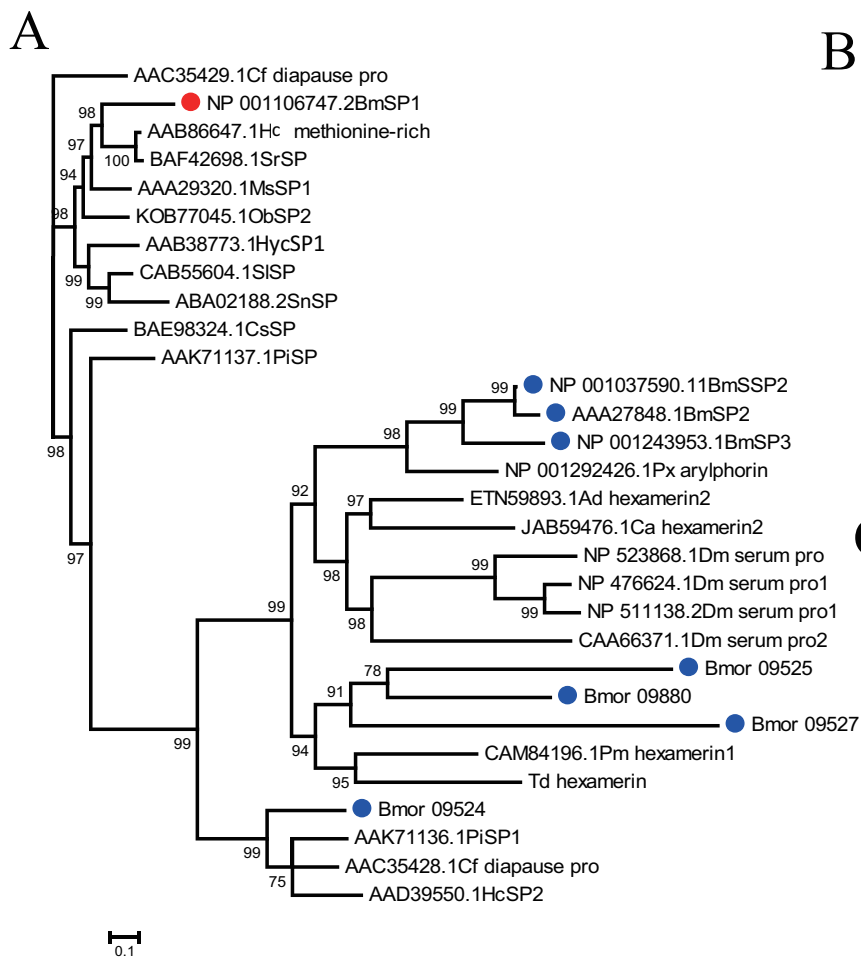 A
B
AAC35429.1Cf diapause pro
NP 001106747.2BmSP1
98
AAB86647.1Hc methionine-rich
97
100
BAF42698.1SrSP
94
AAA29320.1MsSP1
98
KOB77045.1ObSP2
AAB38773.1HycSP1
99
CAB55604.1SlSP
99
ABA02188.2SnSP
BAE98324.1CsSP
AAK71137.1PiSP
98
NP 001037590.11BmSSP2
99
AAA27848.1BmSP2
99
NP 001243953.1BmSP3
98
NP 001292426.1Px arylphorin
92
ETN59893.1Ad hexamerin2
97
JAB59476.1Ca hexamerin2
97
98
NP 523868.1Dm serum pro
99
NP 476624.1Dm serum pro1
99
NP 511138.2Dm serum pro1
99
98
CAA66371.1Dm serum pro2
78
Bmor 09525
91
Bmor 09880
Bmor 09527
94
CAM84196.1Pm hexamerin1
99
95
Td hexamerin
Bmor 09524
99
AAK71136.1PiSP1
AAC35428.1Cf diapause pro
75
AAD39550.1HcSP2
0.1